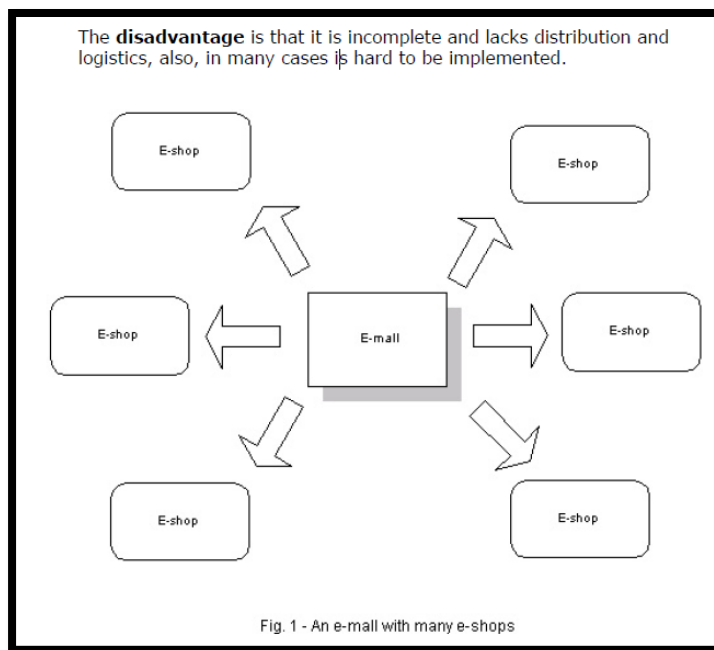 The disadvantage is that it is incomplete and lacks distribution and
logistics, also, in many cases is hard to be implemented.
E-shop
E-shop
E-shop
E-mall
E-shop
E-shop
E-shop
Fig. 1 - An e-mall with many e-shops